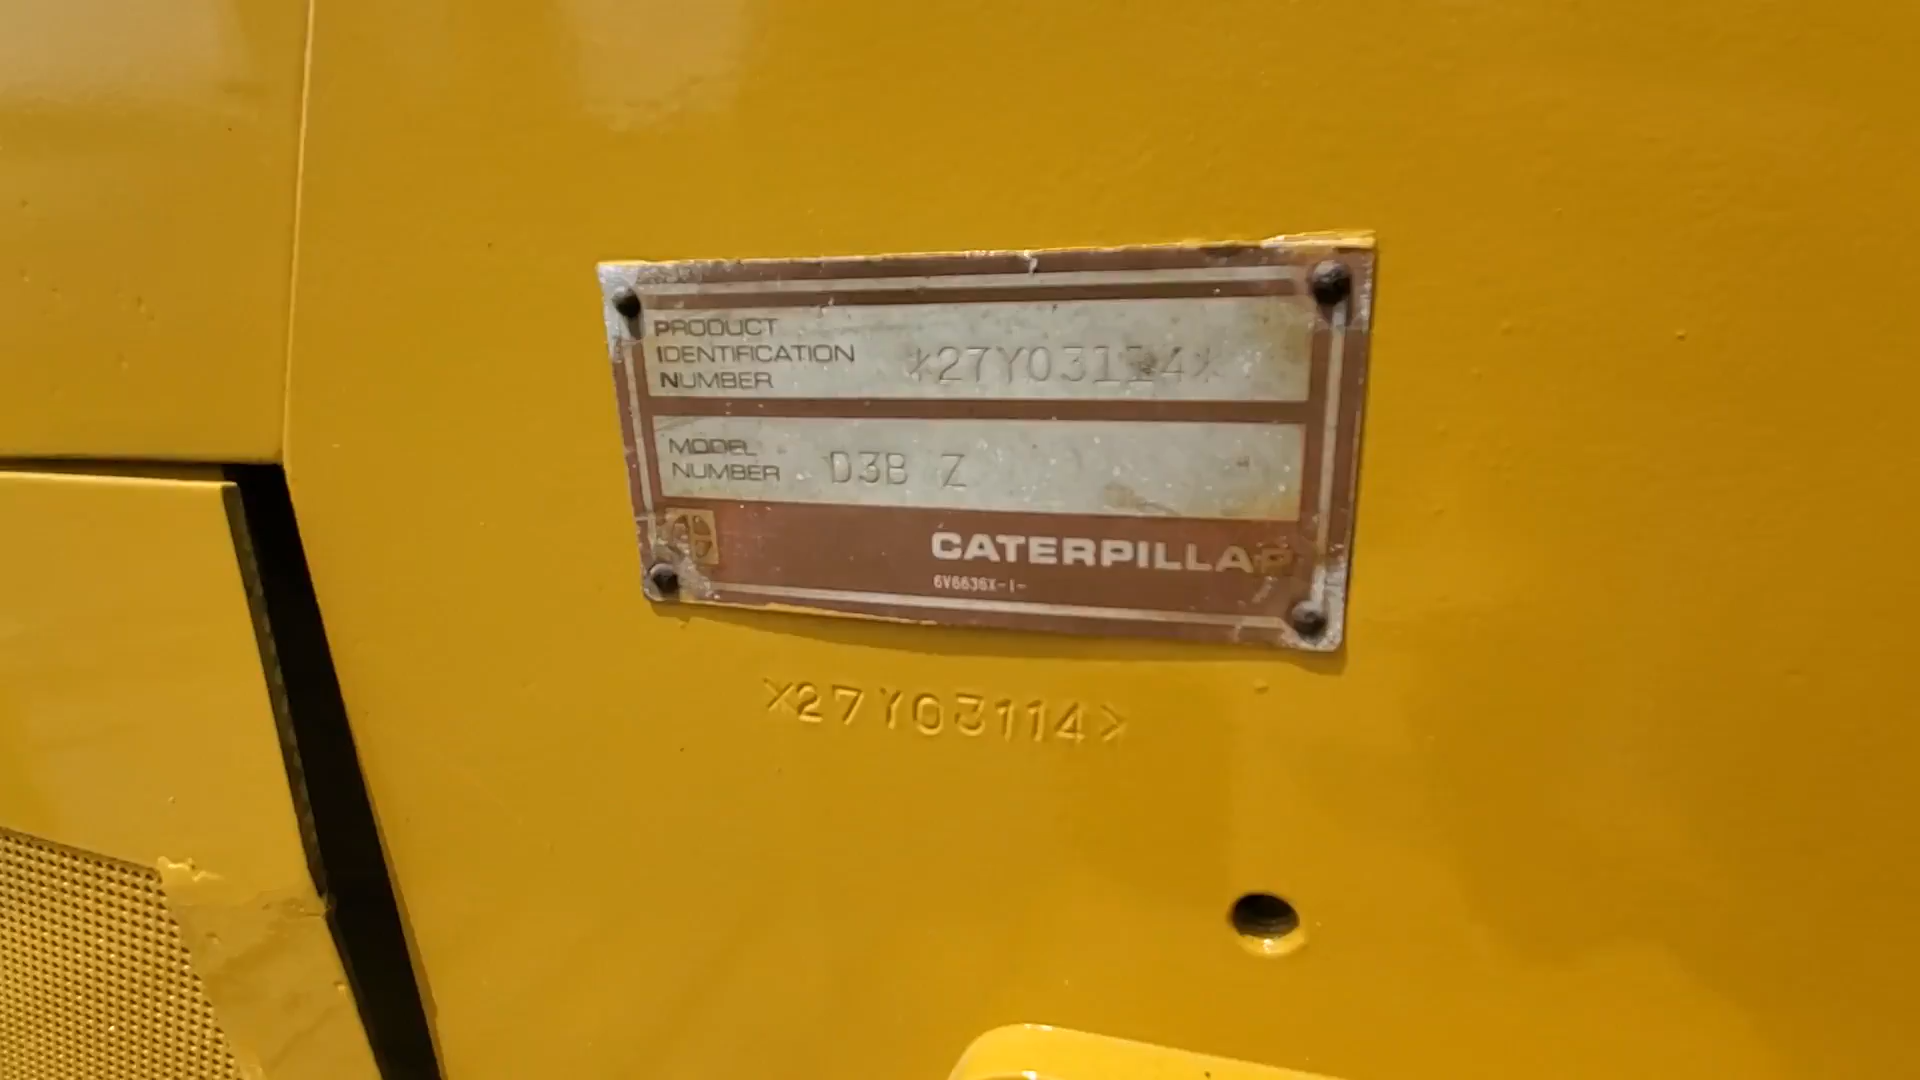 PRODUCT
IDENTIFICATION *27Y03114*
NUMBER
MODEL
NUMBER D3B Z
CATERPILLAR
6V6636X-1-
*27Y03114*